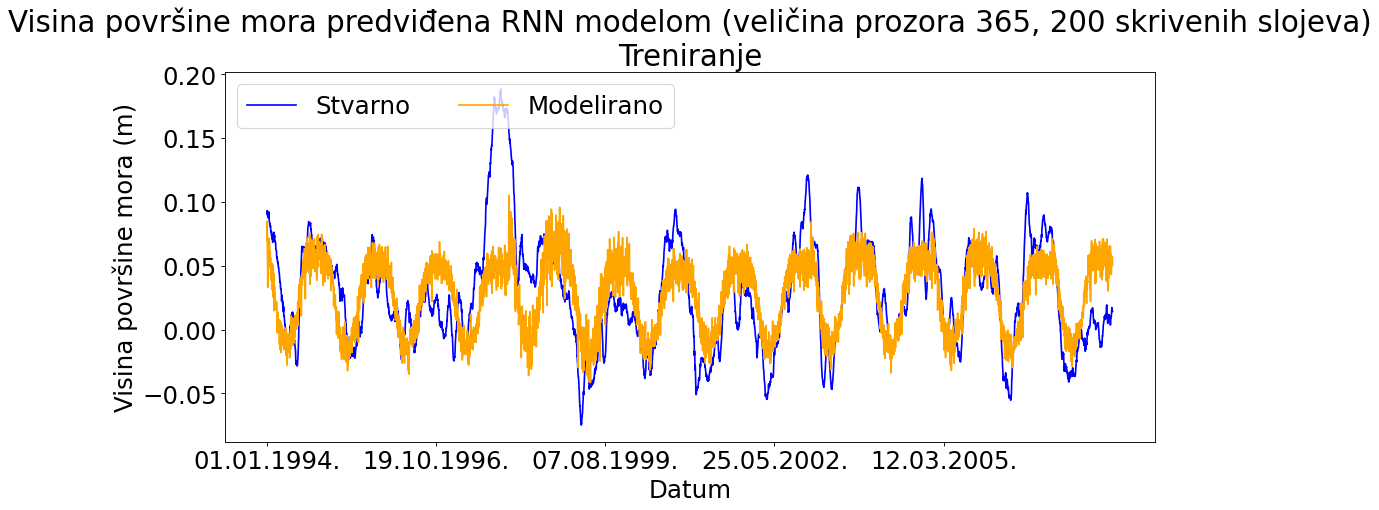 Visina površine mora predviđena RNN modelom (veličina prozora 365, 200 skrivenih slojeva)
Treniranje
Stvarno Modelirano
Visina površine mora (m)
0.20
0.15
0.10
0.05
0.00
−0.05
01.01.1994. 19.10.1996. 07.08.1999. 25.05.2002. 12.03.2005.
Datum